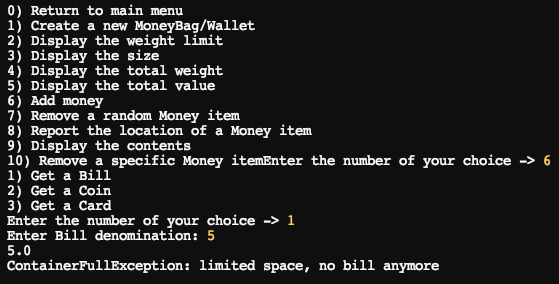 0) Return to main menu
1) Create a new MoneyBag/Wallet
2) Display the weight limit
3) Display the size
4) Display the total weight
5) Display the total value
6) Add money
7) Remove a random Money item
8) Report the location of a Money item
9) Display the contents
10) Remove a specific Money itemEnter the number of your choice -> 6
1) Get a Bill
2) Get a Coin
3) Get a Card
Enter the number of your choice -> 1
Enter Bill denomination: 5
5.0
ContainerFullException: limited space, no bill anymore